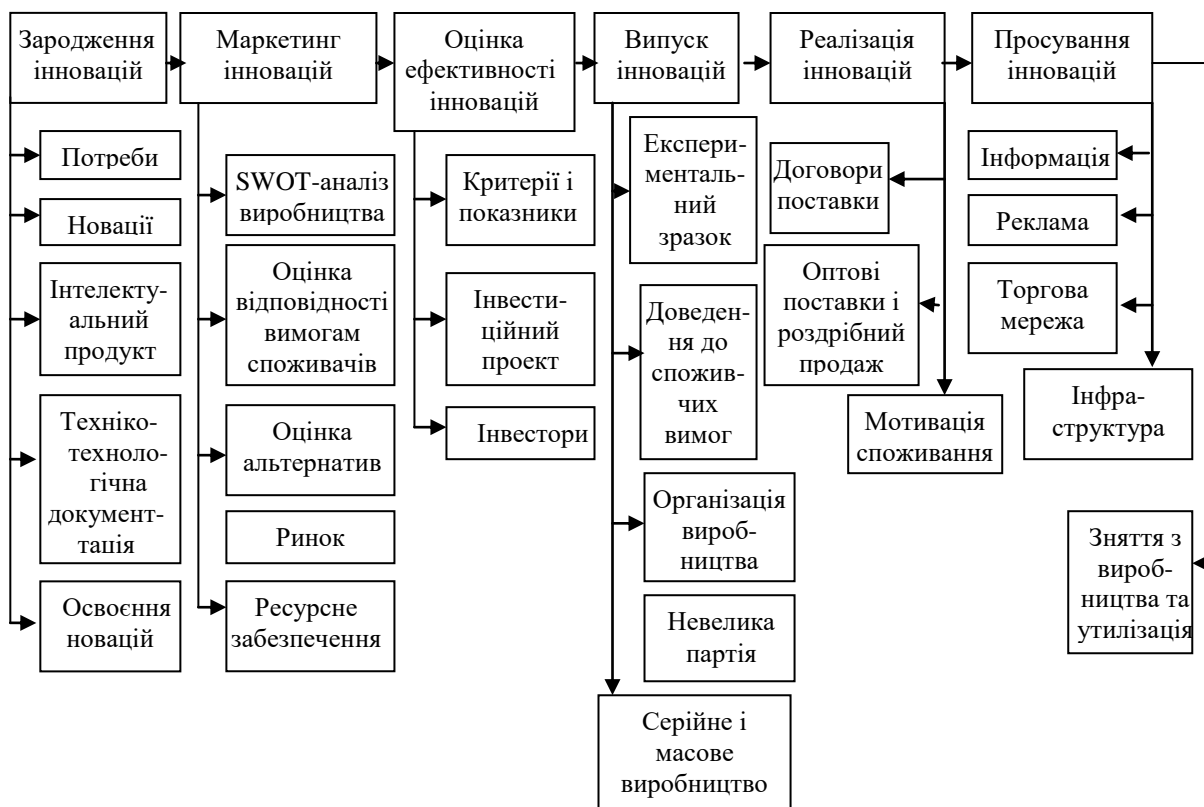 Зародження
інновацій
Маркетинг
інновацій
Оцінка
ефективності
інновацій
Випуск
інновацій
Реалізація
інновацій
Просування
інновацій
Потреби
Новації
Інтелекту-
альний
продукт
Техніко-
техноло-
гічна
документ-
тація
Освоєння
новацій
SWOT-аналіз
виробництва
Оцінка
відповідності
вимогам
споживачів
Оцінка
альтернатив
Ринок
Ресурсне
забезпечення
Критерії і
показники
Інвести-
ційний
проект
Інвестори
Експери-
менталь-
ний
зразок
Доведен-
ня до
спожив-
чих
вимог
Організація
вироб-
ництва
Невелика
партія
Серійне і
масове
виробництво
Договори
поставки
Оптові
поставки і
роздрібний
продаж
Мотивація
споживання
Інформація
Реклама
Торгова
мережа
Інфра-
структура
Зняття з
вироб-
ництва та
утилізація